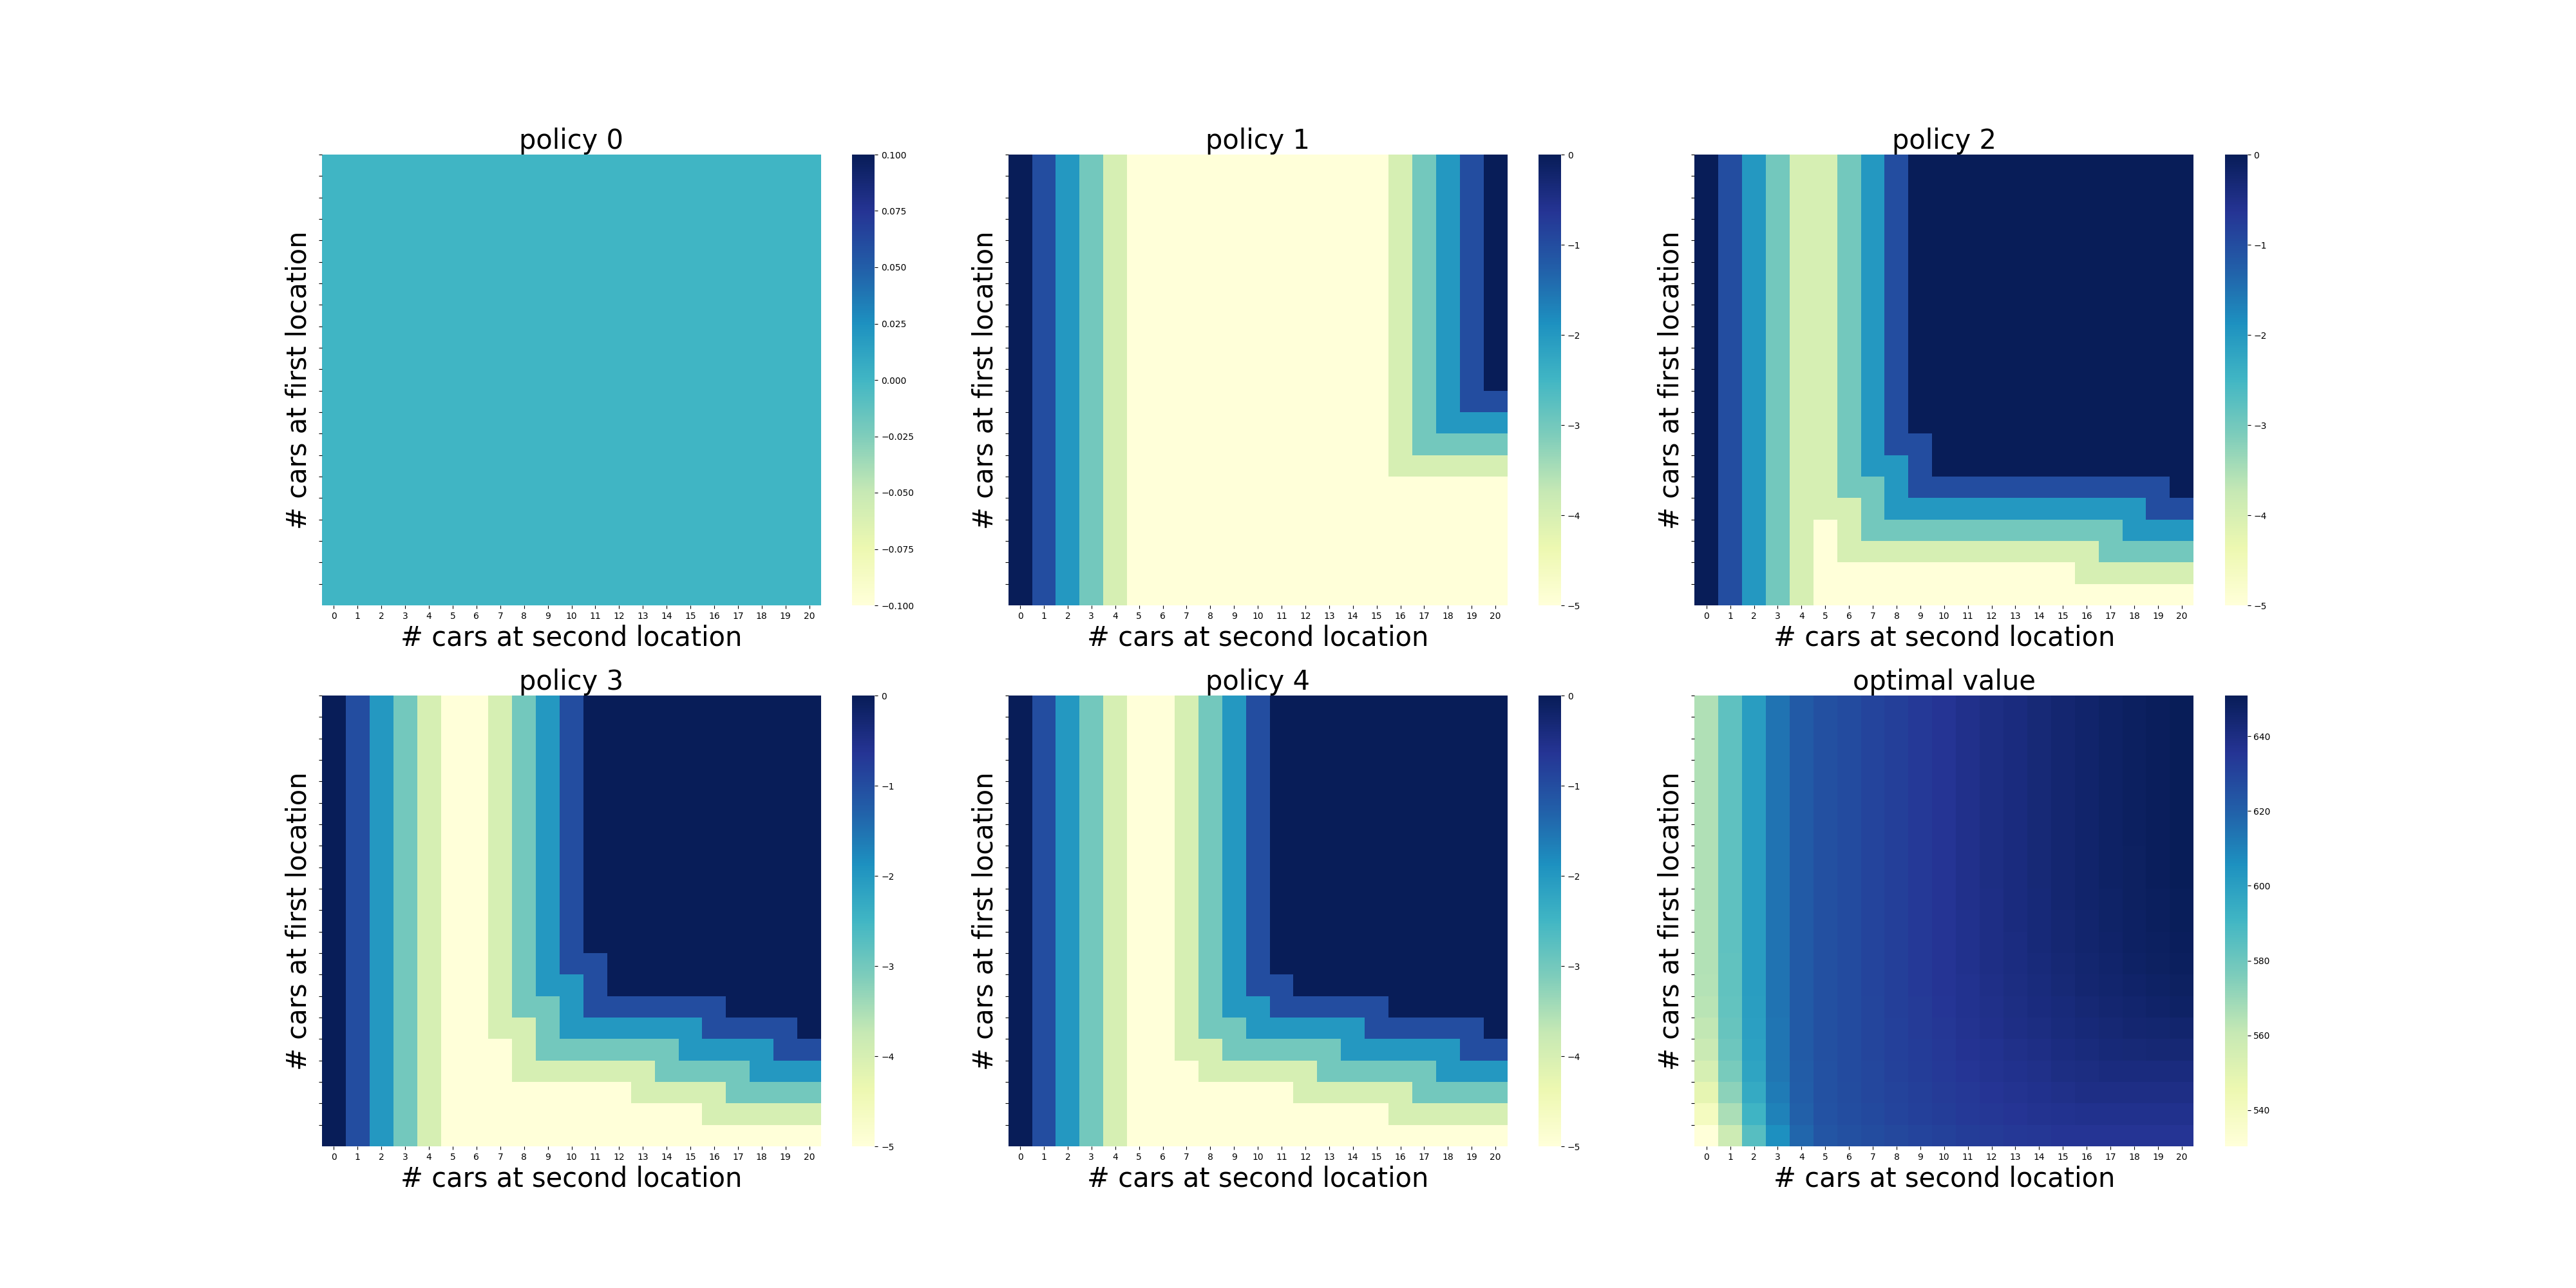 policy 0
policy 1
policy 2
# cars at first location
0.100
0.075
0.050
0.025
0.000
−0.025
−0.050
−0.075
−0.100
# cars at first location
0
−1
−2
−3
−4
−5
# cars at first location
0
−1
−2
−3
−4
−5
0 1 2 3 4 5 6 7 8 9 10 11 12 13 14 15 16 17 18 19 20
0 1 2 3 4 5 6 7 8 9 10 11 12 13 14 15 16 17 18 19 20
0 1 2 3 4 5 6 7 8 9 10 11 12 13 14 15 16 17 18 19 20
# cars at second location
# cars at second location
# cars at second location
policy 3
policy 4
optimal value
# cars at first location
0
−1
−2
−3
−4
−5
# cars at first location
0
−1
−2
−3
−4
−5
# cars at first location
640
620
600
580
560
540
0 1 2 3 4 5 6 7 8 9 10 11 12 13 14 15 16 17 18 19 20
0 1 2 3 4 5 6 7 8 9 10 11 12 13 14 15 16 17 18 19 20
0 1 2 3 4 5 6 7 8 9 10 11 12 13 14 15 16 17 18 19 20
# cars at second location
# cars at second location
# cars at second location